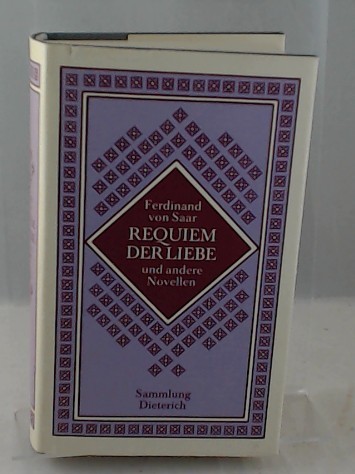 Ferdinand
von Saar
REQUIEM
DER LIEBE
und andere
Novellen
Sammlung
Dieterich